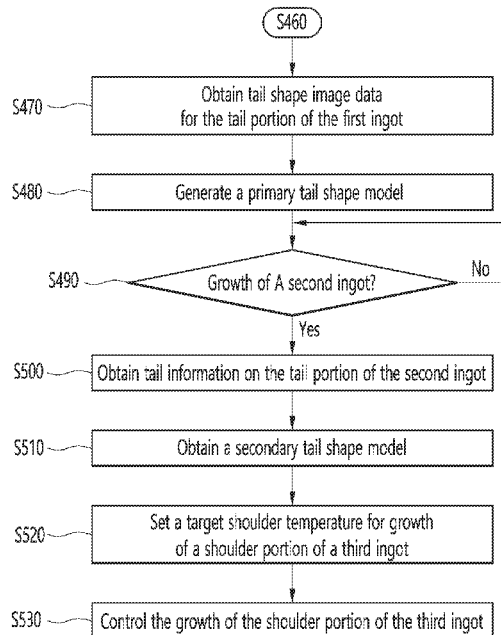 S460
S470
Obtain tail shape image data
for the tail portion of the first ingot
S480
Generate a primary tail shape model
S490
Growth of A second ingot?
No
Yes
S500
Obtain tail information on the tail portion of the second ingot
S510
Obtain a secondary tail shape model
S520
Set a target shoulder temperature for growth
of a shoulder portion of a third ingot
S530
Control the growth of the shoulder portion of the third ingot